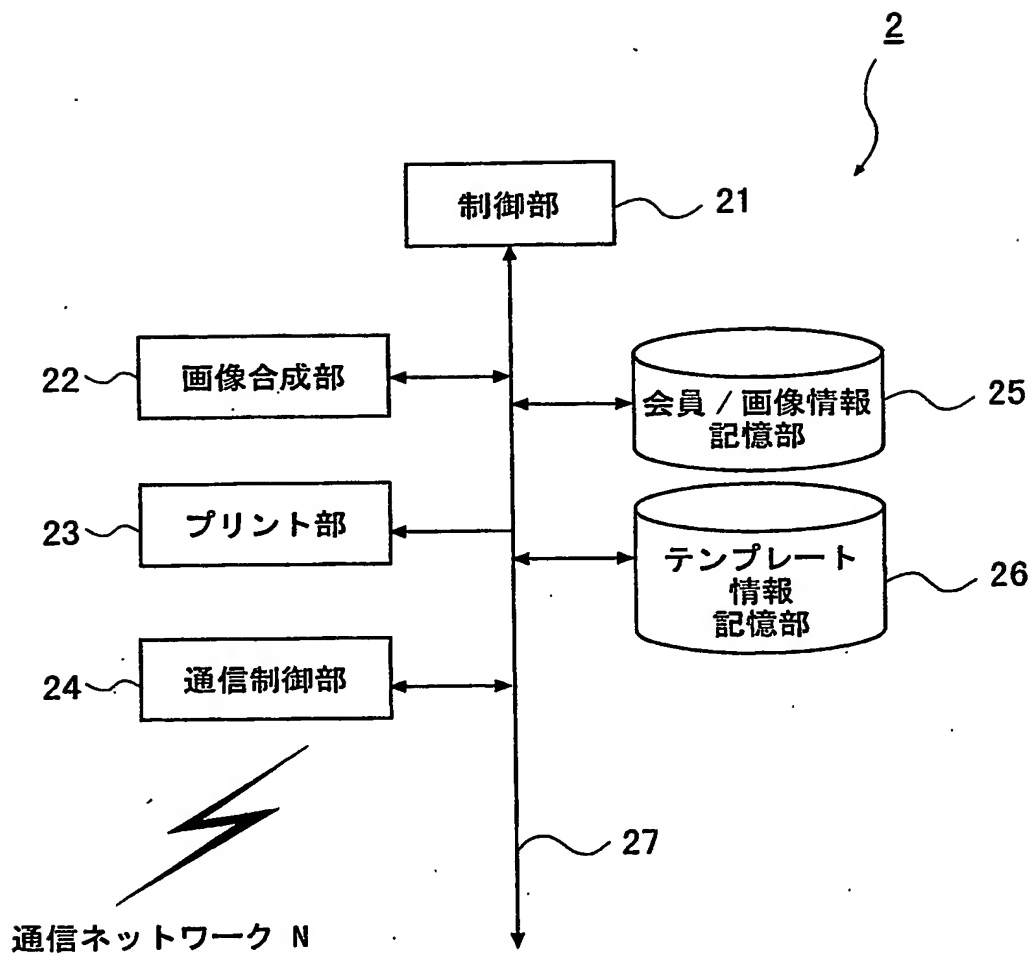 2
制御部
21
22
画像合成部
会員/画像情報
記憶部
25
23
プリント部
テンプレート
情報
記憶部
26
24
通信制御部
27
通信ネットワーク N